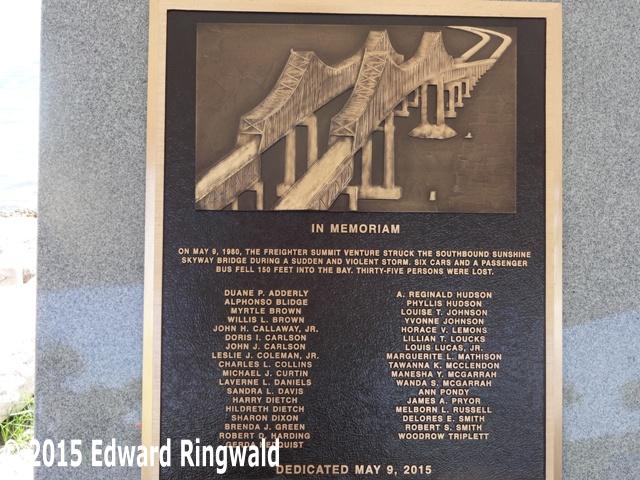 IN MEMORIAM
ON MAY 9, 1980, THE FREIGHTER SUMMIT VENTURE STRUCK THE SOUTHBOUND SUNSHINE
SKYWAY BRIDGE DURING A SUDDEN AND VIOLENT STORM. SIX CARS AND A PASSENGER
BUS FELL 150 FEET INTO THE BAY. THIRTY-FIVE PERSONS WERE LOST.
DUANE P. ADDERLY
ALPHONSO BLIDGE
MYRTLE BROWN
WILLIS L. BROWN
JOHN H. CALLAWAY, JR.
DORIS I. CARLSON
JOHN J. CARLSON
LESLIE J. COLEMAN, JR.
CHARLES L. COLLINS
MICHAEL J. CURTIN
LAVERNE L. DANIELS
SANDRA L. DAVIS
HARRY DIETCH
HILDRETH DIETCH
SHARON DIXON
BRENDA J. GREEN
ROBERT D. HARDING
GERDA HEDQUIST
A. REGINALD HUDSON
PHYLLIS HUDSON
LOUISE T. JOHNSON
YVONNE JOHNSON
HORACE V. LEMONS
LILLIAN T. LOUCKS
LOUIS LUCAS, JR.
MARGUERITE L. MATHISON
TAWANNA K. MCCLENDON
MANESHA Y. MCGARRAH
WANDA S. MCGARRAH
ANN PONDY
JAMES A. PRYOR
MELBORN L. RUSSELL
DELORES E. SMITH
ROBERT S. SMITH
WOODROW TRIPLETT
DEDICATED MAY 9, 2015
© 2015 Edward Ringwald